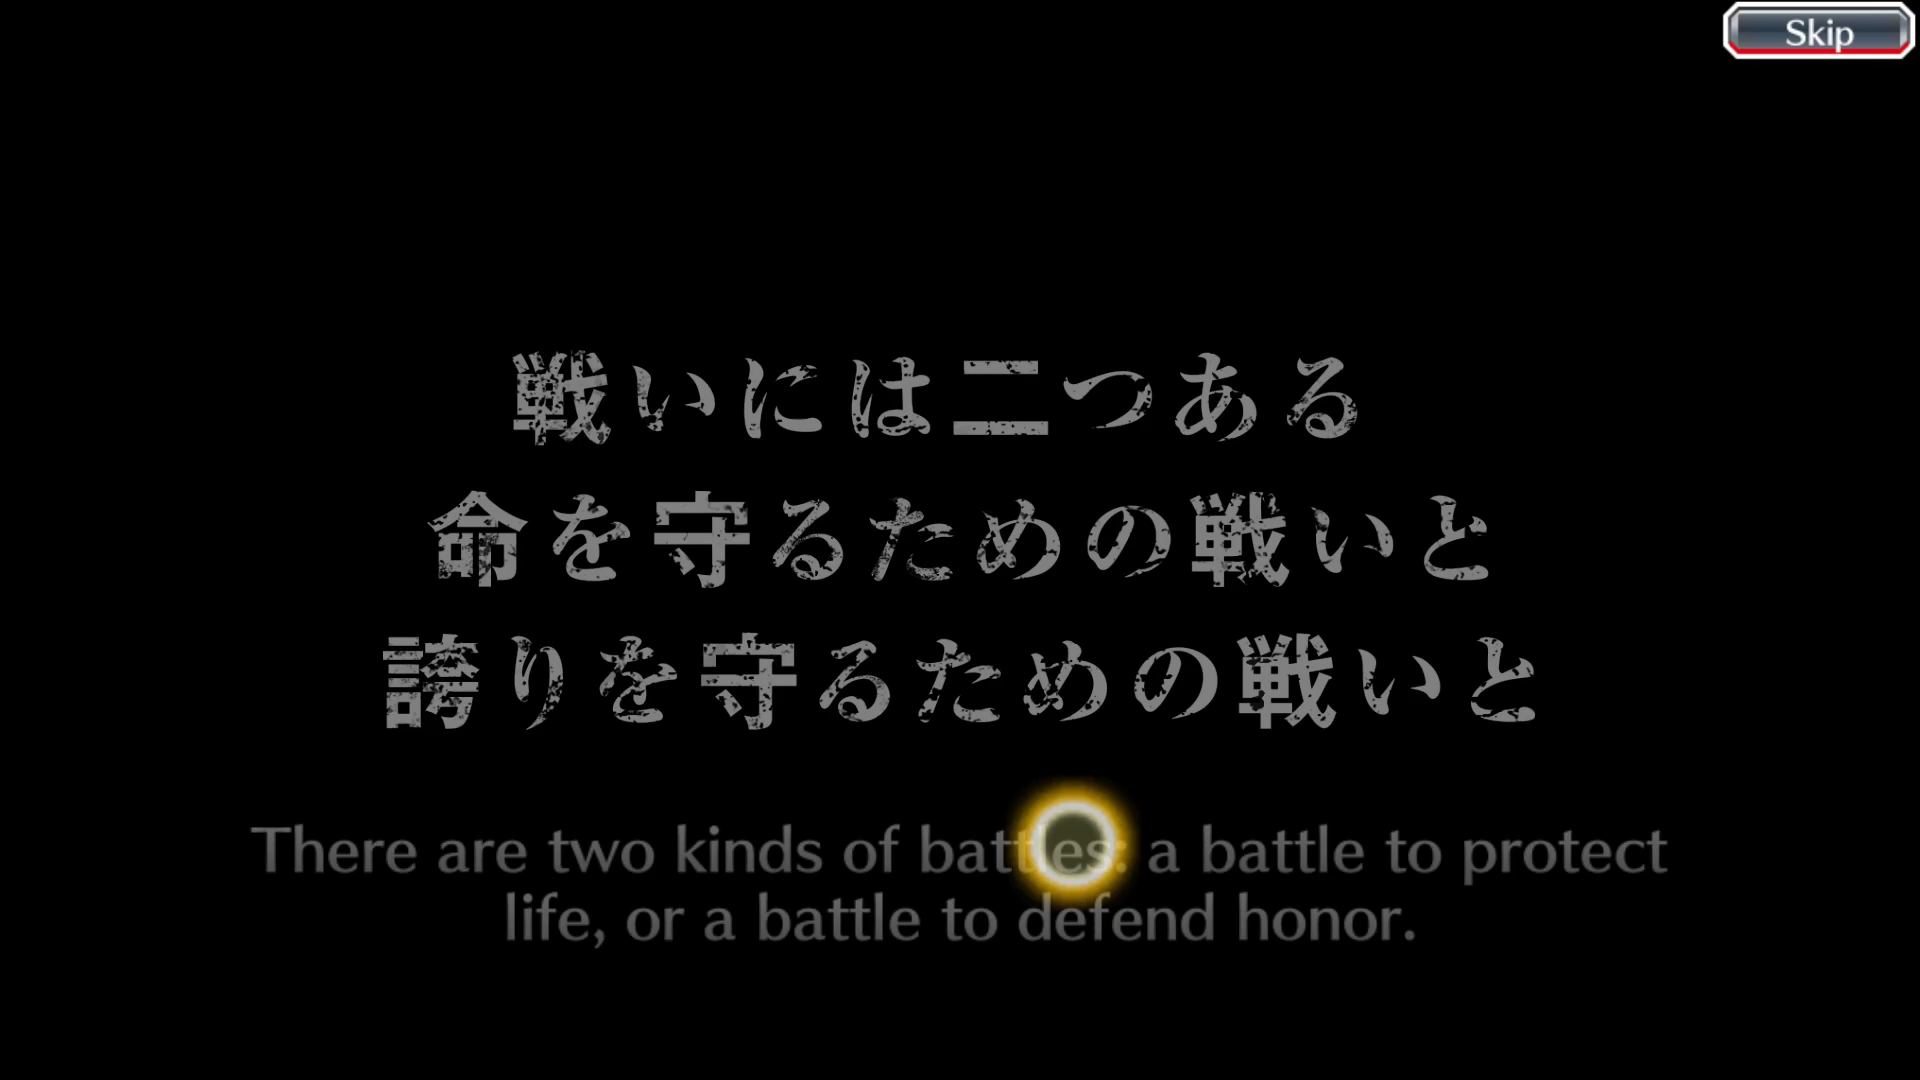 Skip
戦いには二つある
命を守るための戦いと
誇りを守るための戦いと
There are two kinds of battles: a battle to protect
life, or a battle to defend honor.